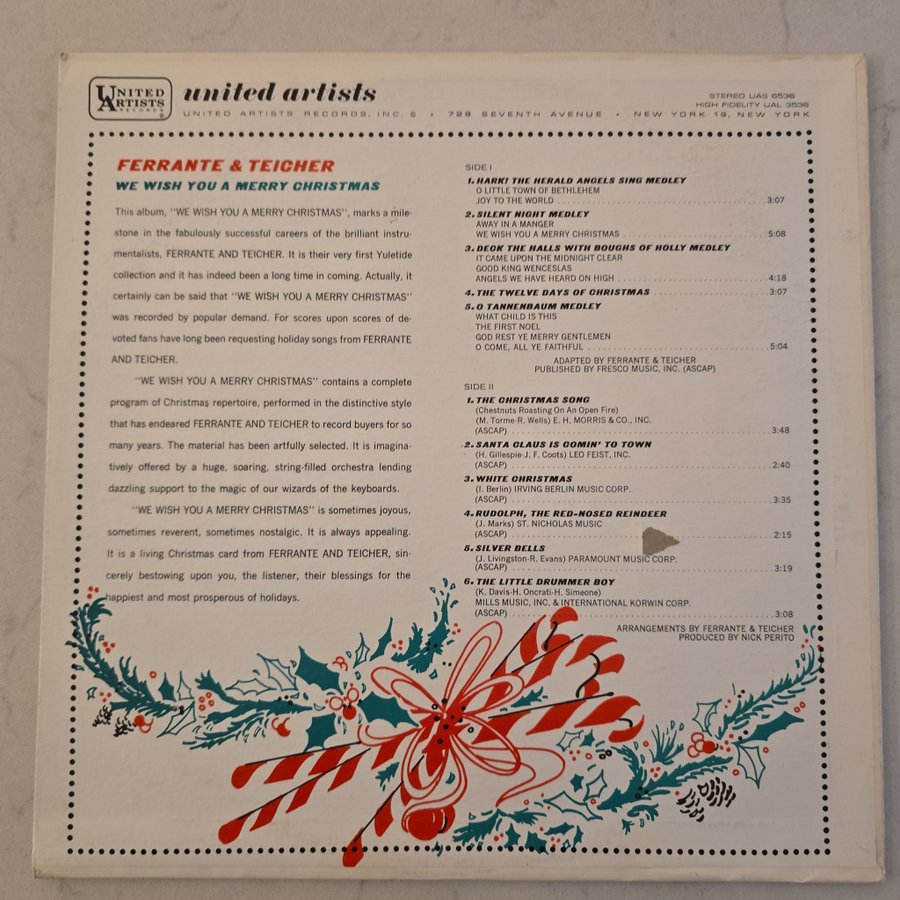 UNITED
ARTISTS
RECORDS
®
united artists
UNITED ARTISTS RECORDS, INC. 6 • 729 SEVENTH AVENUE • NEW YORK 19, NEW YORK
STEREO UAS 6536
HIGH FIDELITY UAL 3536
FERRANTE & TEICHER
WE WISH YOU A MERRY CHRISTMAS
This album, "WE WISH YOU A MERRY CHRISTMAS", marks a mile-
stone in the fabulously successful careers of the brilliant instru-
mentalists, FERRANTE AND TEICHER. It is their very first Yuletide
collection and it has indeed been a long time in coming. Actually, it
certainly can be said that "WE WISH YOU A MERRY CHRISTMAS"
was recorded by popular demand. For scores upon scores of de-
voted fans have long been requesting holiday songs from FERRANTE
AND TEICHER.
"WE WISH YOU A MERRY CHRISTMAS" contains a complete
program of Christmas repertoire, performed in the distinctive style
that has endeared FERRANTE AND TEICHER to record buyers for so
many years. The material has been artfully selected. It is imagina-
tively offered by a huge, soaring, string-filled orchestra lending
dazzling support to the magic of our wizards of the keyboards.
"WE WISH YOU A MERRY CHRISTMAS" is sometimes joyous,
sometimes reverent, sometimes nostalgic. It is always appealing.
It is a living Christmas card from FERRANTE AND TEICHER, sin-
cerely bestowing upon you, the listener, their blessings for the
happiest and most prosperous of holidays.
SIDE I
1. HARK! THE HERALD ANGELS SING MEDLEY
O LITTLE TOWN OF BETHLEHEM
JOY TO THE WORLD 3:07
2. SILENT NIGHT MEDLEY
AWAY IN A MANGER
WE WISH YOU A MERRY CHRISTMAS 5:08
3. DECK THE HALLS WITH BOUGHS OF HOLLY MEDLEY
IT CAME UPON THE MIDNIGHT CLEAR
GOOD KING WENCESLAS
ANGELS WE HAVE HEARD ON HIGH 4:18
4. THE TWELVE DAYS OF CHRISTMAS 3:07
5. O TANNENBAUM MEDLEY
WHAT CHILD IS THIS
THE FIRST NOEL
GOD REST YE MERRY GENTLEMEN
O COME, ALL YE FAITHFUL 5:04
ADAPTED BY FERRANTE & TEICHER
PUBLISHED BY FRESCO MUSIC, INC. (ASCAP)
SIDE II
1. THE CHRISTMAS SONG
(Chestnuts Roasting On An Open Fire)
(M. Torme-R. Wells) E. H. MORRIS & CO., INC.
(ASCAP) 3:48
2. SANTA CLAUS IS COMIN' TO TOWN
(H. Gillespie-J. F. Coots) LEO FEIST, INC.
(ASCAP) 2:40
3. WHITE CHRISTMAS
(I. Berlin) IRVING BERLIN MUSIC CORP.
(ASCAP) 3:35
4. RUDOLPH, THE RED-NOSED REINDEER
(J. Marks) ST. NICHOLAS MUSIC
(ASCAP) 2:15
5. SILVER BELLS
(J. Livingston-R. Evans) PARAMOUNT MUSIC CORP.
(ASCAP) 3:19
6. THE LITTLE DRUMMER BOY
(K. Davis-H. Oncrati-H. Simeone)
MILLS MUSIC, INC. & INTERNATIONAL KORWIN CORP.
(ASCAP) 3:08
ARRANGEMENTS BY FERRANTE & TEICHER
PRODUCED BY NICK PERITO